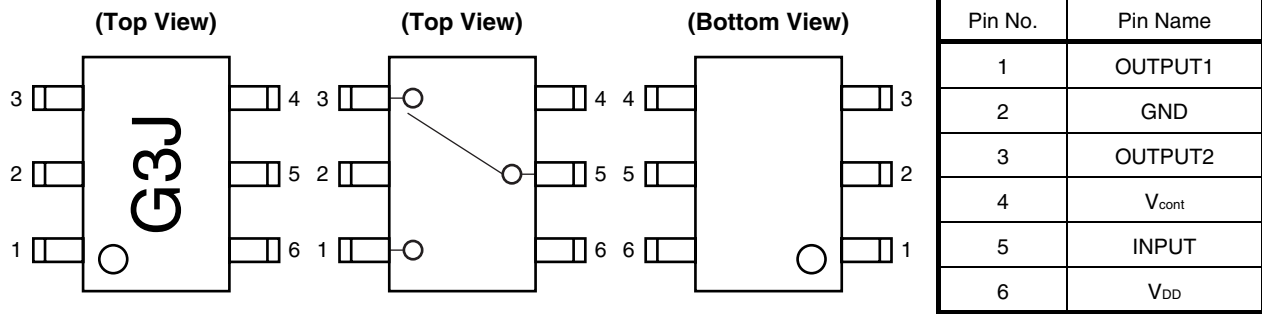 (Top View)
3
4
2
5
1
6
G3J
(Top View)
3
4
2
5
1
6
(Bottom View)
4
3
5
2
6
1
Pin No. Pin Name
1 OUTPUT1
2 GND
3 OUTPUT2
4 Vcont
5 INPUT
6 VDD